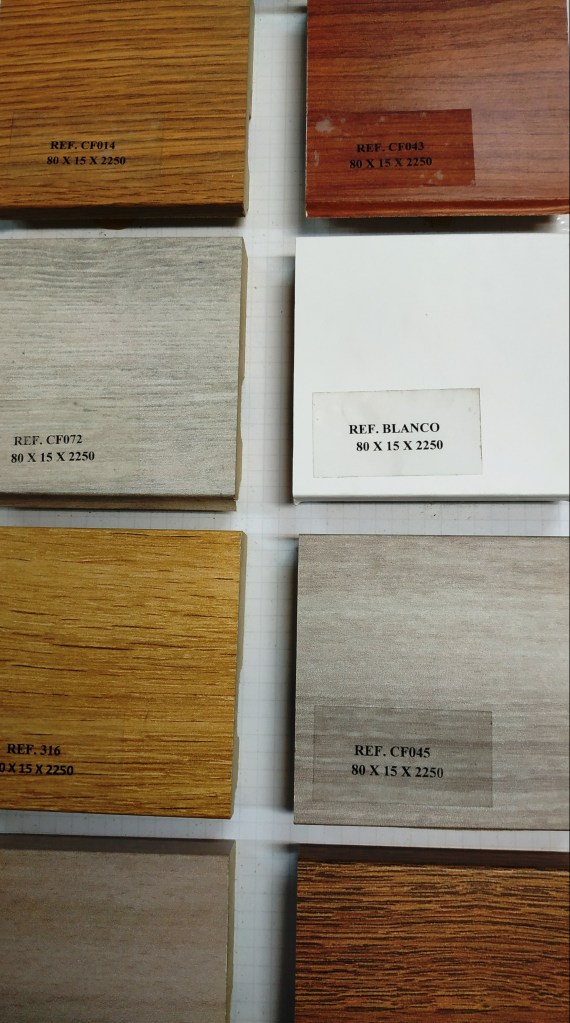 REF. CF014
80 X 15 X 2250
REF. CF043
80 X 15 X 2250
REF. CF072
80 X 15 X 2250
REF. BLANCO
80 X 15 X 2250
REF. 316
0 X 15 X 2250
REF. CF045
80 X 15 X 2250